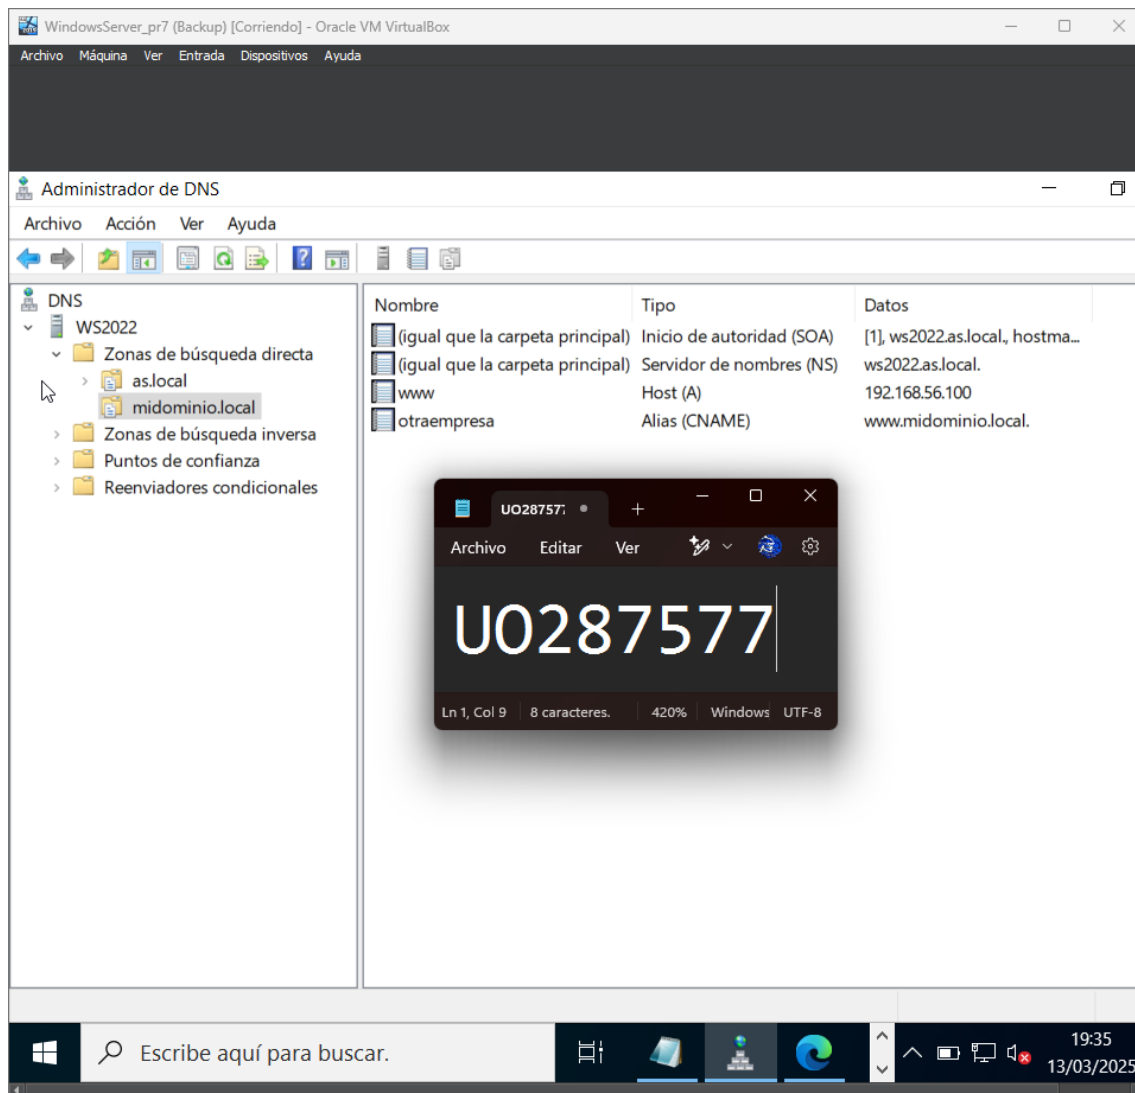 WindowsServer_pr7 (Backup) [Corriendo] - Oracle VM VirtualBox
Archivo Máquina Ver Entrada Dispositivos Ayuda
Administrador de DNS
Archivo Acción Ver Ayuda
DNS
WS2022
Zonas de búsqueda directa
as.local
midominio.local
Zonas de búsqueda inversa
Puntos de confianza
Reenviadores condicionales
Nombre Tipo Datos
(igual que la carpeta principal) Inicio de autoridad (SOA) [1], ws2022.as.local., hostma...
(igual que la carpeta principal) Servidor de nombres (NS) ws2022.as.local.
www Host (A) 192.168.56.100
otraempresa Alias (CNAME) www.midominio.local.
UO287577
Archivo Editar Ver
UO287577
Ln 1, Col 9 8 caracteres. 420% Windows UTF-8
Escribe aquí para buscar.
19:35
13/03/2025